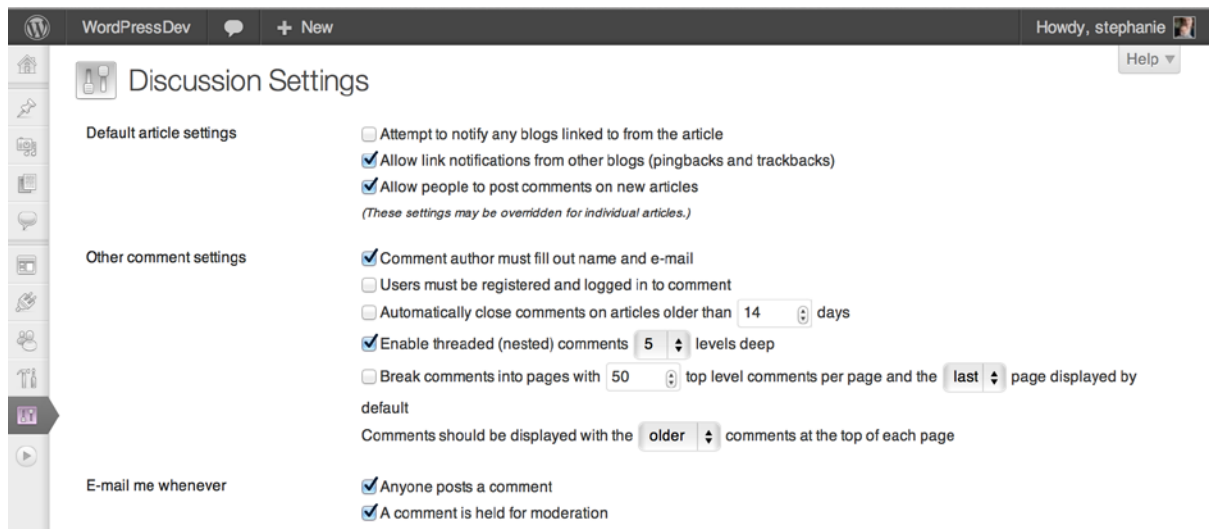 WordPressDev + New Howdy, stephanie
Help
Discussion Settings
Default article settings
Attempt to notify any blogs linked to from the article
Allow link notifications from other blogs (pingbacks and trackbacks)
Allow people to post comments on new articles
(These settings may be overridden for individual articles.)
Other comment settings
Comment author must fill out name and e-mail
Users must be registered and logged in to comment
Automatically close comments on articles older than 14 days
Enable threaded (nested) comments 5 levels deep
Break comments into pages with 50 top level comments per page and the last page displayed by
default
Comments should be displayed with the older comments at the top of each page
E-mail me whenever
Anyone posts a comment
A comment is held for moderation